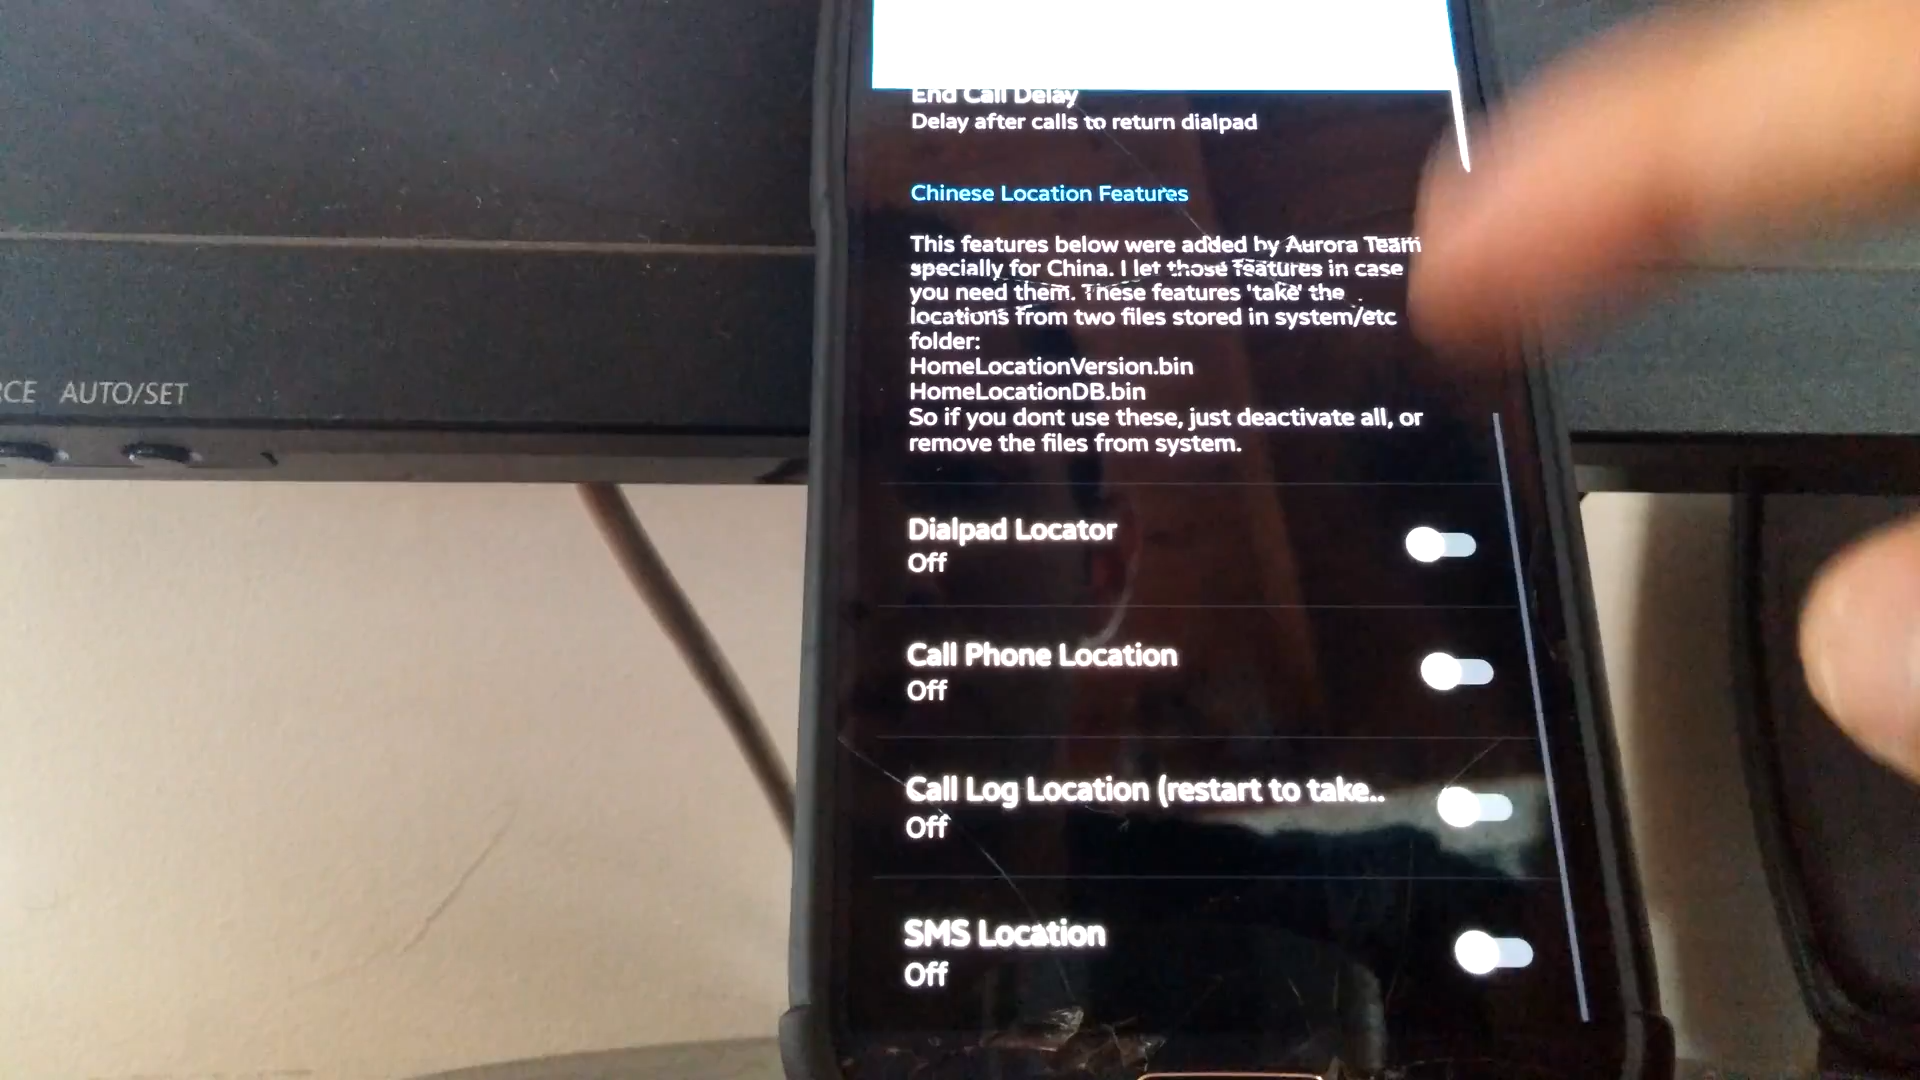 End Call Delay
Delay after calls to return dialpad
Chinese Location Features
This features below were added by Aurora Team
specially for China. I let those features in case
you need them. These features 'take' the
locations from two files stored in system/etc
folder:
HomeLocationVersion.bin
HomeLocationDB.bin
So if you dont use these, just deactivate all, or
remove the files from system.
AUTO/SET
Dialpad Locator
Off
Call Phone Location
Off
Call Log Location (restart to take..
Off
SMS Location
Off